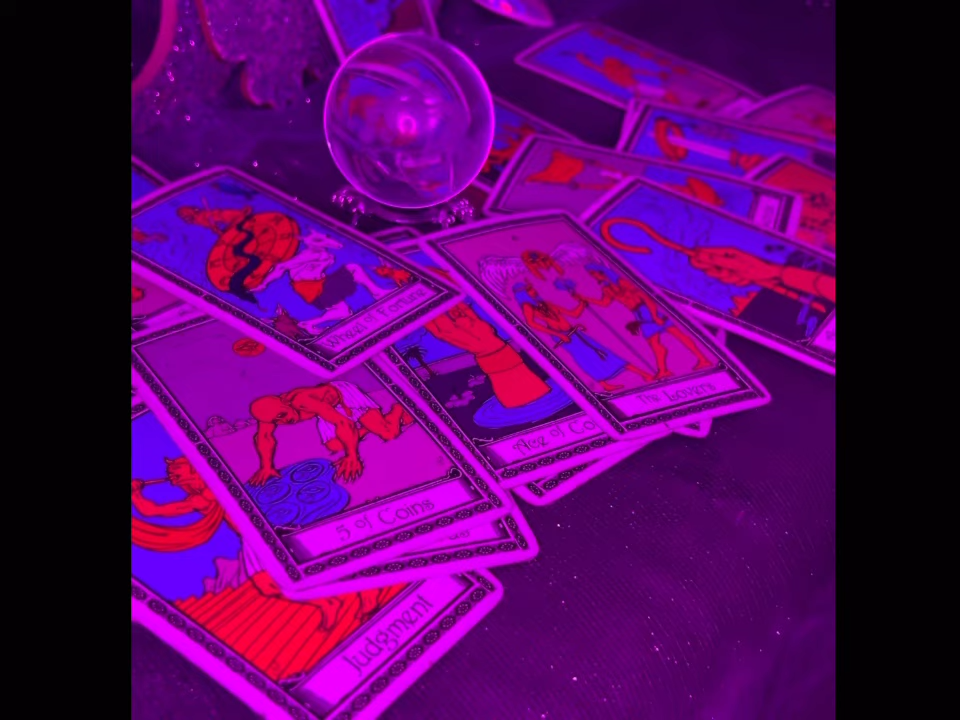 Wheel of Fortune
The Lovers
Ace of Co
5 of Coins
Judgment